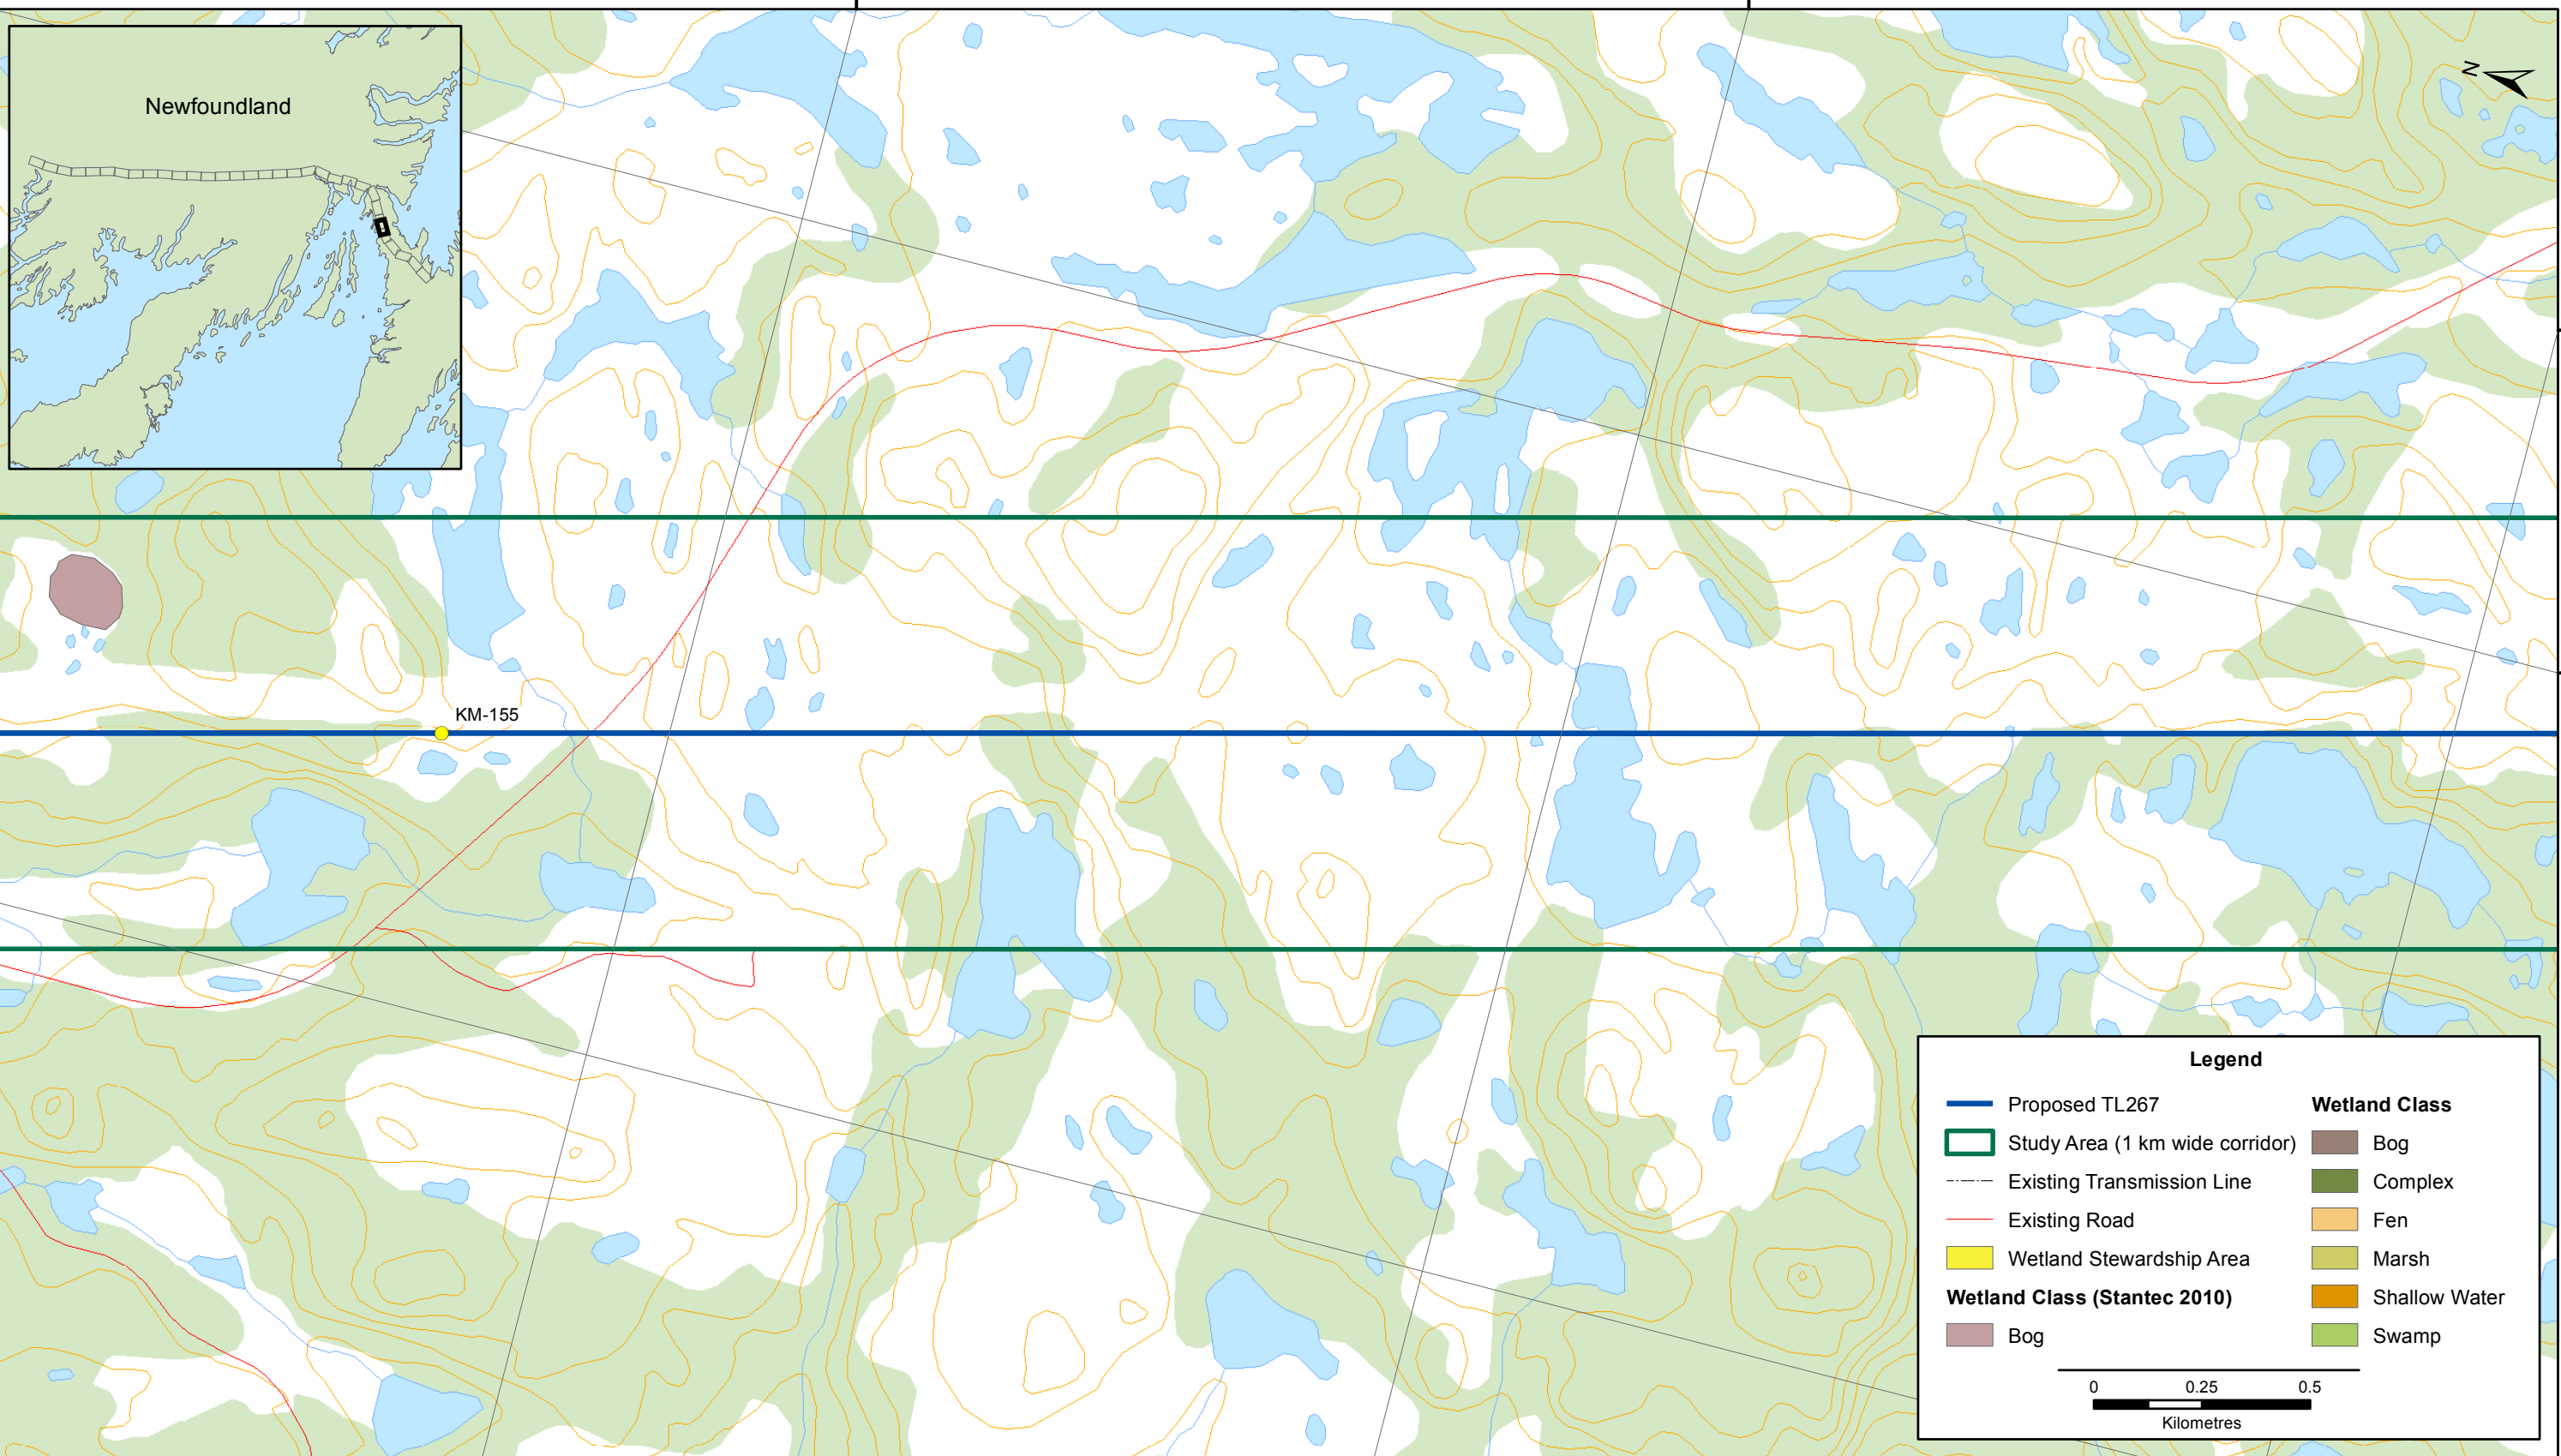 Newfoundland
N
KM-155
Legend
Proposed TL267
Study Area (1 km wide corridor)
Existing Transmission Line
Existing Road
Wetland Stewardship Area
Wetland Class (Stantec 2010)
Bog
Wetland Class
Bog
Complex
Fen
Marsh
Shallow Water
Swamp
0 0.25 0.5
Kilometres